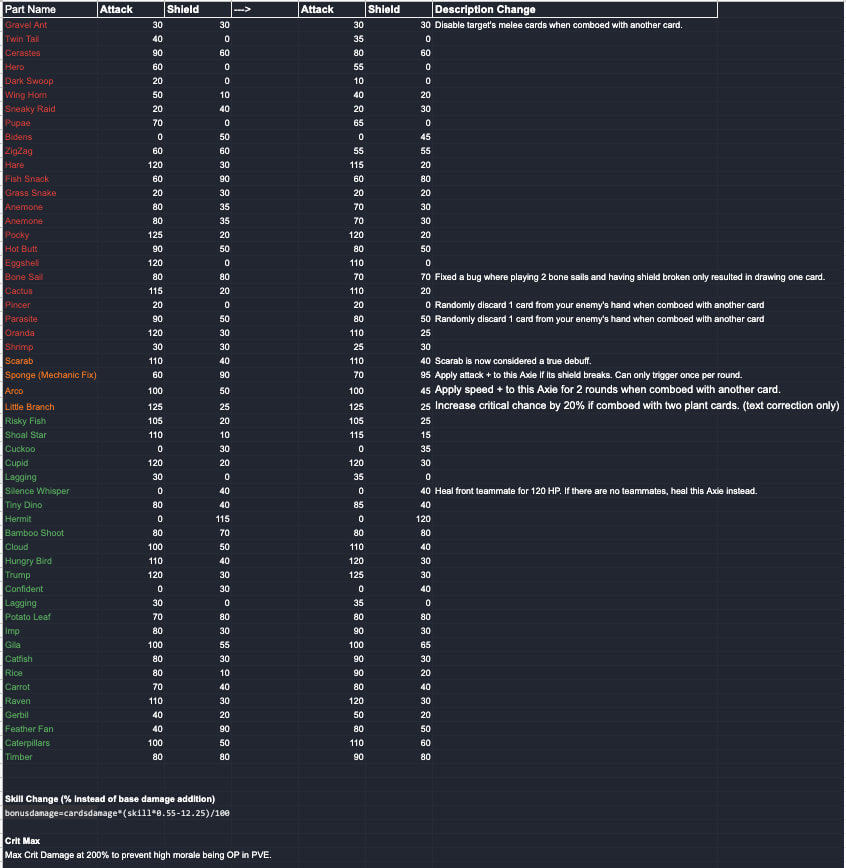 Part Name Attack Shield ---> Attack Shield Description Change
Gravel Ant 30 30 30 30 Disable target's melee cards when comboed with another card.
Twin Tail 40 0 35 0
Cerastes 90 60 80 60
Hero 60 0 55 0
Dark Swoop 20 0 10 0
Wing Horn 50 10 40 20
Sneaky Raid 20 40 20 30
Pupae 70 0 65 0
Bidens 0 50 0 45
ZigZag 60 60 55 55
Hare 120 30 115 20
Fish Snack 60 90 60 80
Grass Snake 20 30 20 20
Anemone 80 35 70 30
Anemone 80 35 70 30
Pocky 125 20 120 20
Hot Butt 90 50 80 50
Eggshell 120 0 110 0
Bone Sail 80 80 70 70 Fixed a bug where playing 2 bone sails and having shield broken only resulted in drawing one card.
Cactus 115 20 110 20
Pincer 20 0 20 0 Randomly discard 1 card from your enemy's hand when comboed with another card
Parasite 90 50 80 50 Randomly discard 1 card from your enemy's hand when comboed with another card
Oranda 120 30 110 25
Shrimp 30 30 25 30
Scarab 110 40 110 40 Scarab is now considered a true debuff.
Sponge (Mechanic Fix) 60 90 70 95 Apply attack + to this Axie if its shield breaks. Can only trigger once per round.
Arco 100 50 100 45 Apply speed + to this Axie for 2 rounds when comboed with another card.
Little Branch 125 25 125 25 Increase critical chance by 20% if comboed with two plant cards. (text correction only)
Risky Fish 105 20 105 25
Shoal Star 110 10 115 15
Cuckoo 0 30 0 35
Cupid 120 20 120 30
Lagging 30 0 35 0
Silence Whisper 0 40 0 40 Heal front teammate for 120 HP. If there are no teammates, heal this Axie instead.
Tiny Dino 80 40 85 40
Hermit 0 115 0 120
Bamboo Shoot 80 70 80 80
Cloud 100 50 110 40
Hungry Bird 110 40 120 30
Trump 120 30 125 30
Confident 0 30 0 40
Lagging 30 0 35 0
Potato Leaf 70 80 80 80
Imp 80 30 90 30
Gila 100 55 100 65
Catfish 80 30 90 30
Rice 80 10 90 20
Carrot 70 40 80 40
Raven 110 30 120 30
Gerbil 40 20 50 20
Feather Fan 40 90 80 50
Caterpillars 100 50 110 60
Timber 80 80 90 80
Skill Change (% Instead of base damage addition)
bonusdamage=cardsdamage*(skill*0.55-12.25)/100
Crit Max
Max Crit Damage at 200% to prevent high morale being OP in PVE.